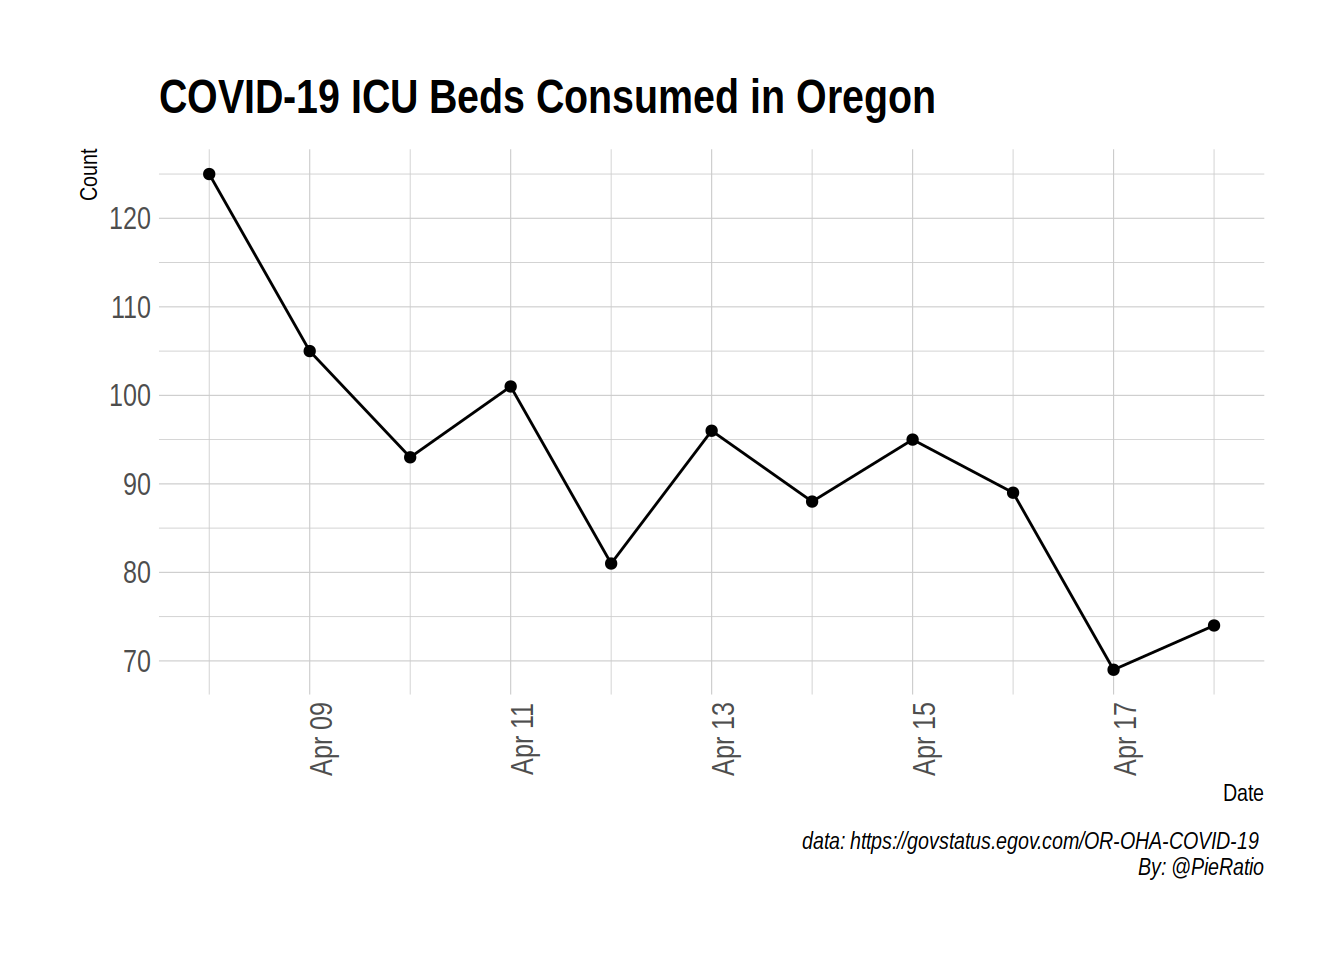 COVID-19 ICU Beds Consumed in Oregon
Count
120
110
100
90
80
70
Apr 09
Apr 11
Apr 13
Apr 15
Apr 17
Date
data: https://govstatus.egov.com/OR-OHA-COVID-19
By: @PieRatio